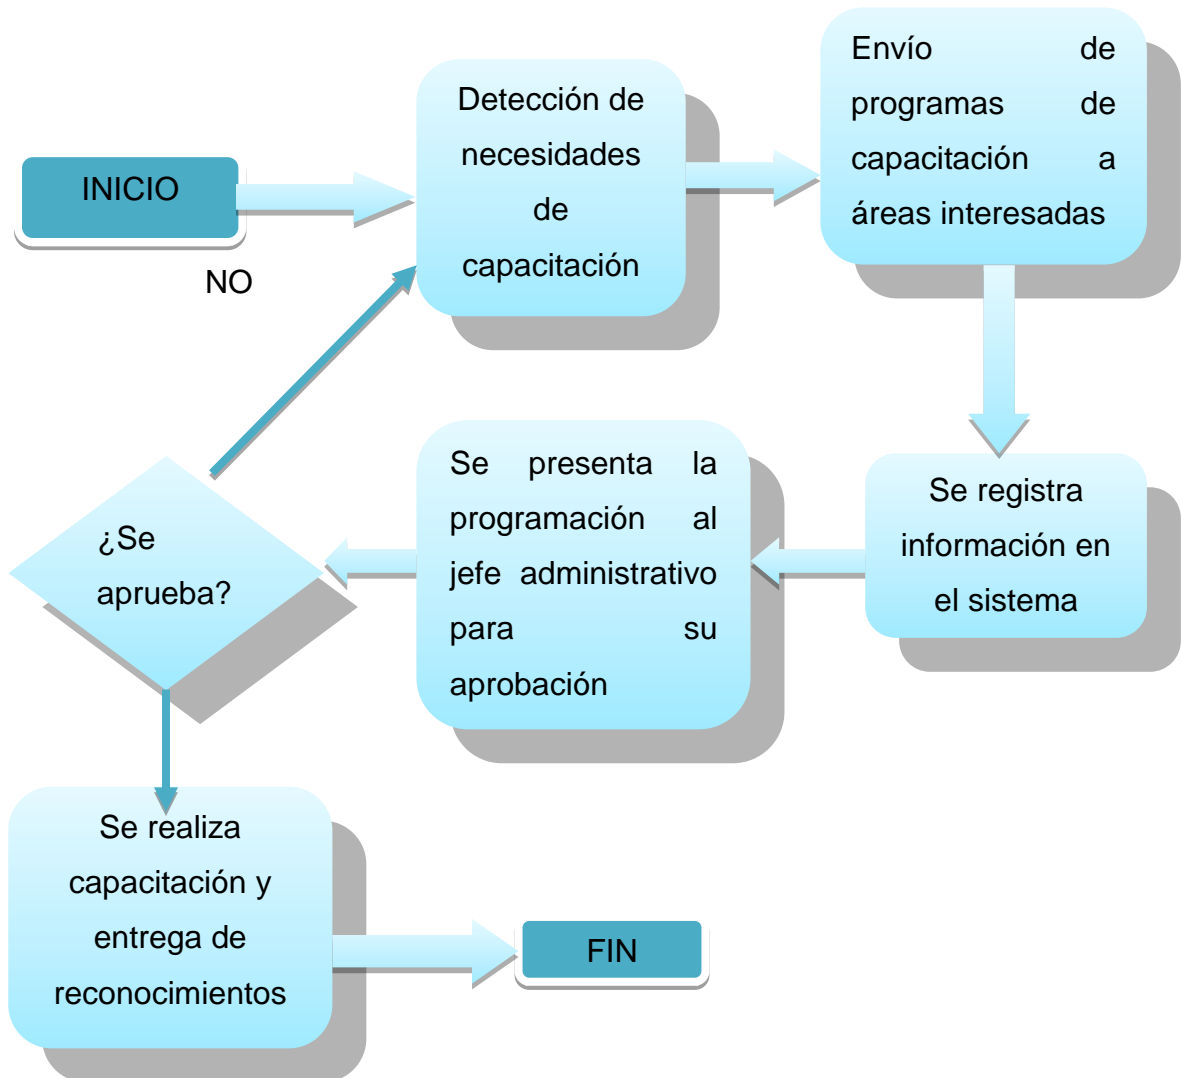 INICIO
NO
Detección de
necesidades
de
capacitación
Envío de
programas de
capacitación a
áreas interesadas
Se registra
información en
el sistema
Se presenta la
programación al
jefe administrativo
para su
aprobación
¿Se
aprueba?
Se realiza
capacitación y
entrega de
reconocimientos
FIN